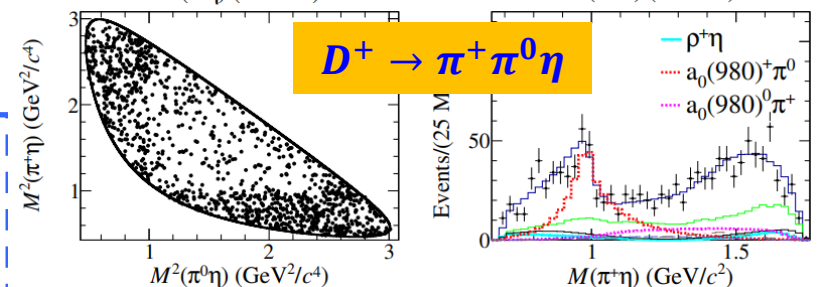 D⁺ → π⁺π⁰η
M²(π⁺η) (GeV²/c⁴)
3
2
1
1
2
3
M²(π⁰η) (GeV²/c⁴)
Events/(25 M
50
0
1
1.5
M(π⁺η) (GeV/c²)
ρ⁺η
a₀(980)⁺π⁰
a₀(980)⁰π⁺